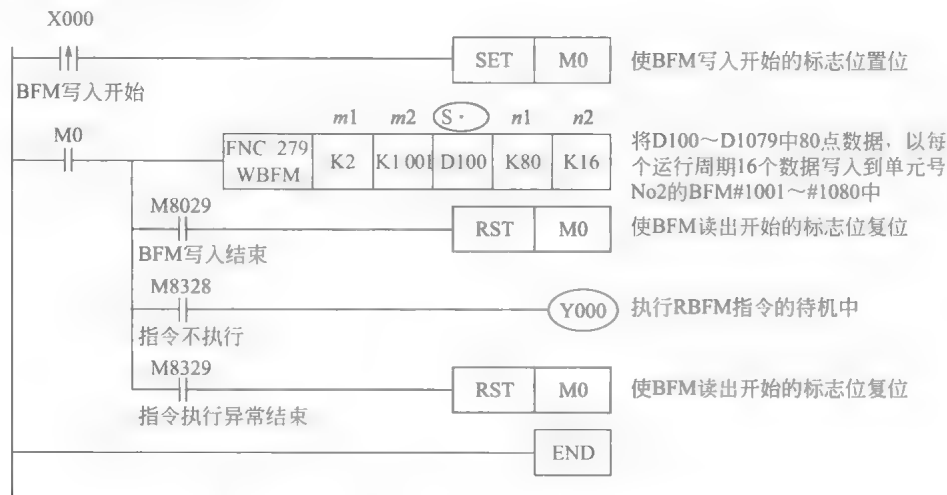 X000
SET M0 使BFM写入开始的标志位置位
BFM写入开始
m1 m2 S· n1 n2
M0
FNC 279 WBFM K2 K1 001 D100 K80 K16
将D100～D1079中80点数据，以每
个运行周期16个数据写入到单元号
No2的BFM#1001～#1080中
M8029
RST M0 使BFM读出开始的标志位复位
BFM写入结束
M8328
Y000 执行RBFM指令的待机中
指令不执行
M8329
RST M0 使BFM读出开始的标志位复位
指令执行异常结束
END